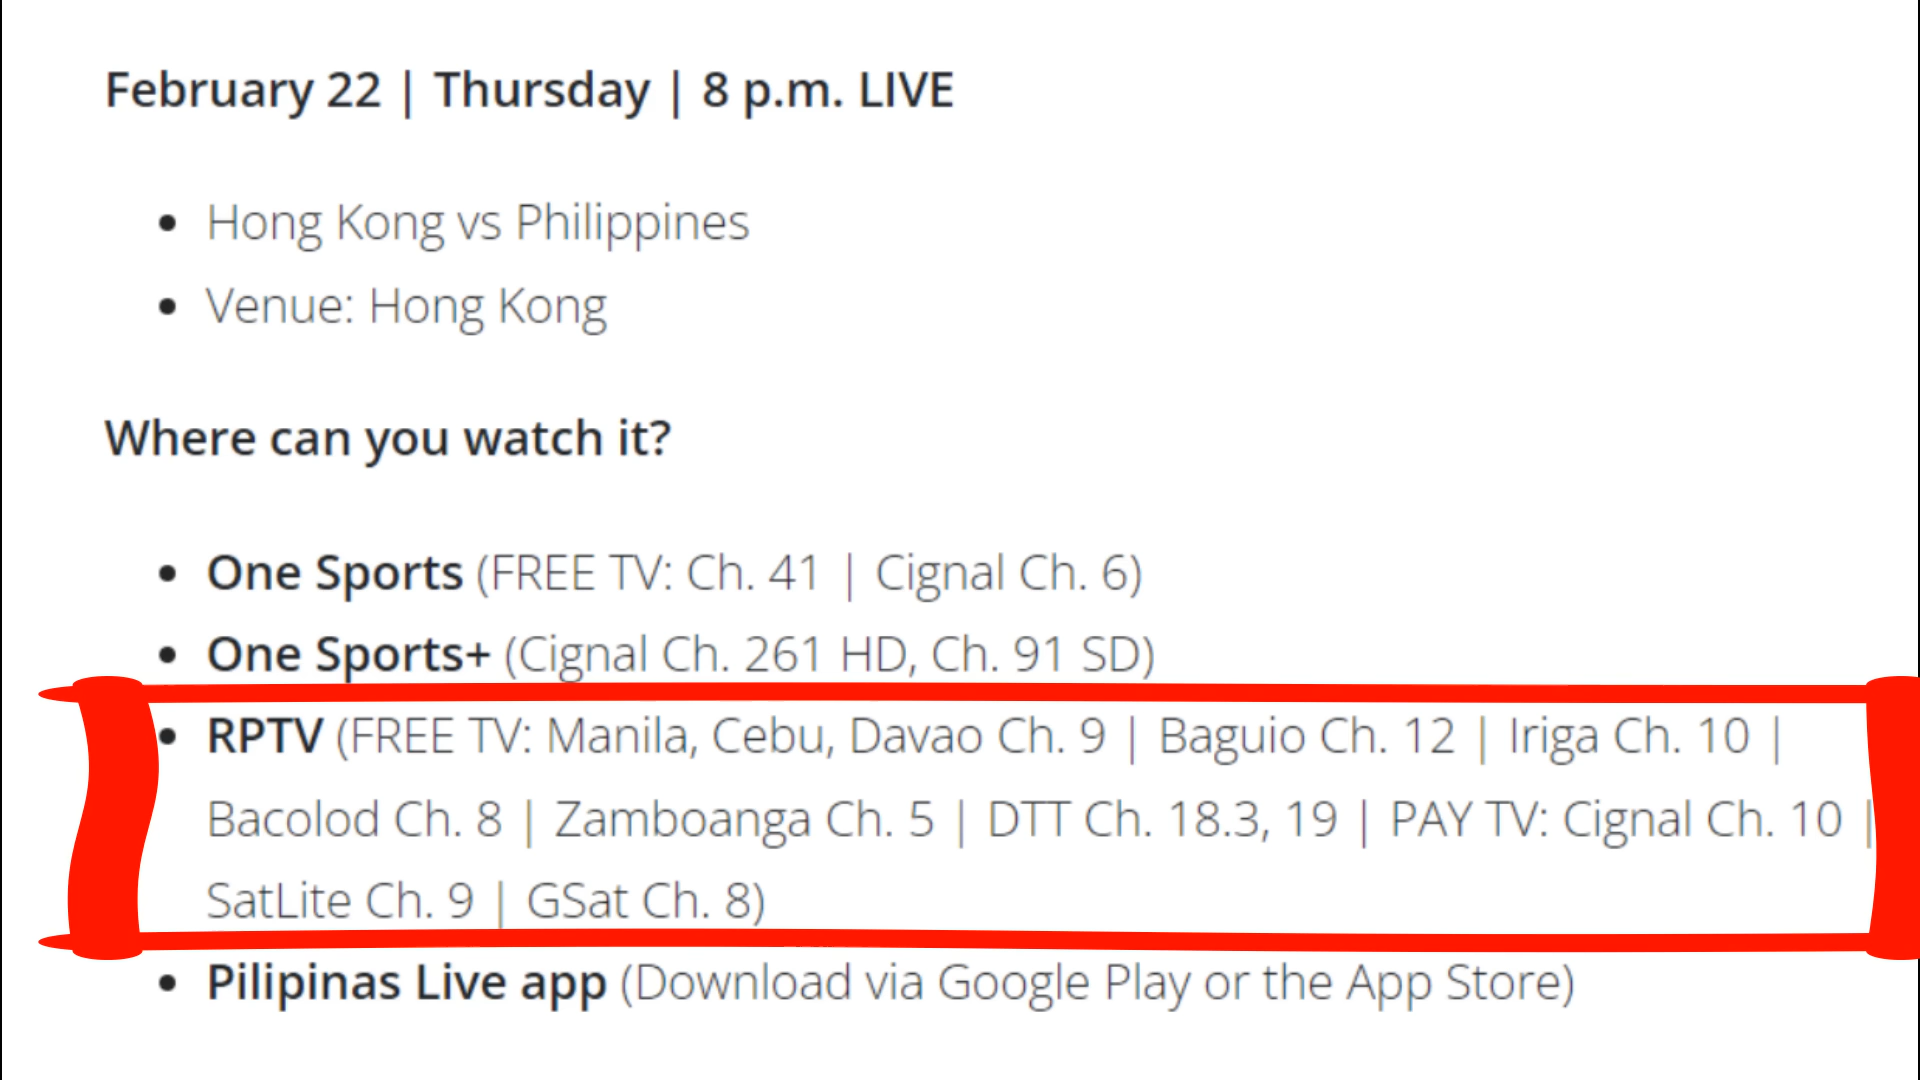 February 22 | Thursday | 8 p.m. LIVE
Hong Kong vs Philippines
Venue: Hong Kong
Where can you watch it?
One Sports (FREE TV: Ch. 41 | Cignal Ch. 6)
One Sports+ (Cignal Ch. 261 HD, Ch. 91 SD)
RPTV (FREE TV: Manila, Cebu, Davao Ch. 9 | Baguio Ch. 12 | Iriga Ch. 10 |
Bacolod Ch. 8 | Zamboanga Ch. 5 | DTT Ch. 18.3, 19 | PAY TV: Cignal Ch. 10 |
SatLite Ch. 9 | GSat Ch. 8)
Pilipinas Live app (Download via Google Play or the App Store)